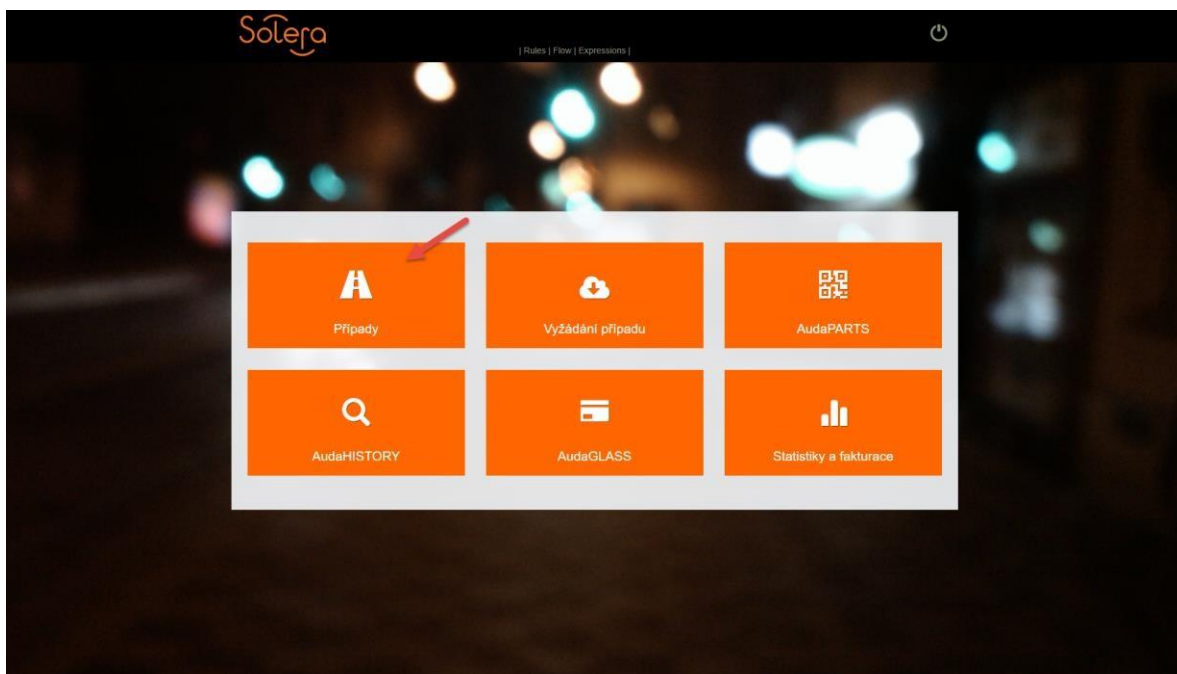 Solera
| Rules | Flow | Expressions |
Případy
Vyžádání případu
AudaPARTS
AudaHISTORY
AudaGLASS
Statistiky a fakturace